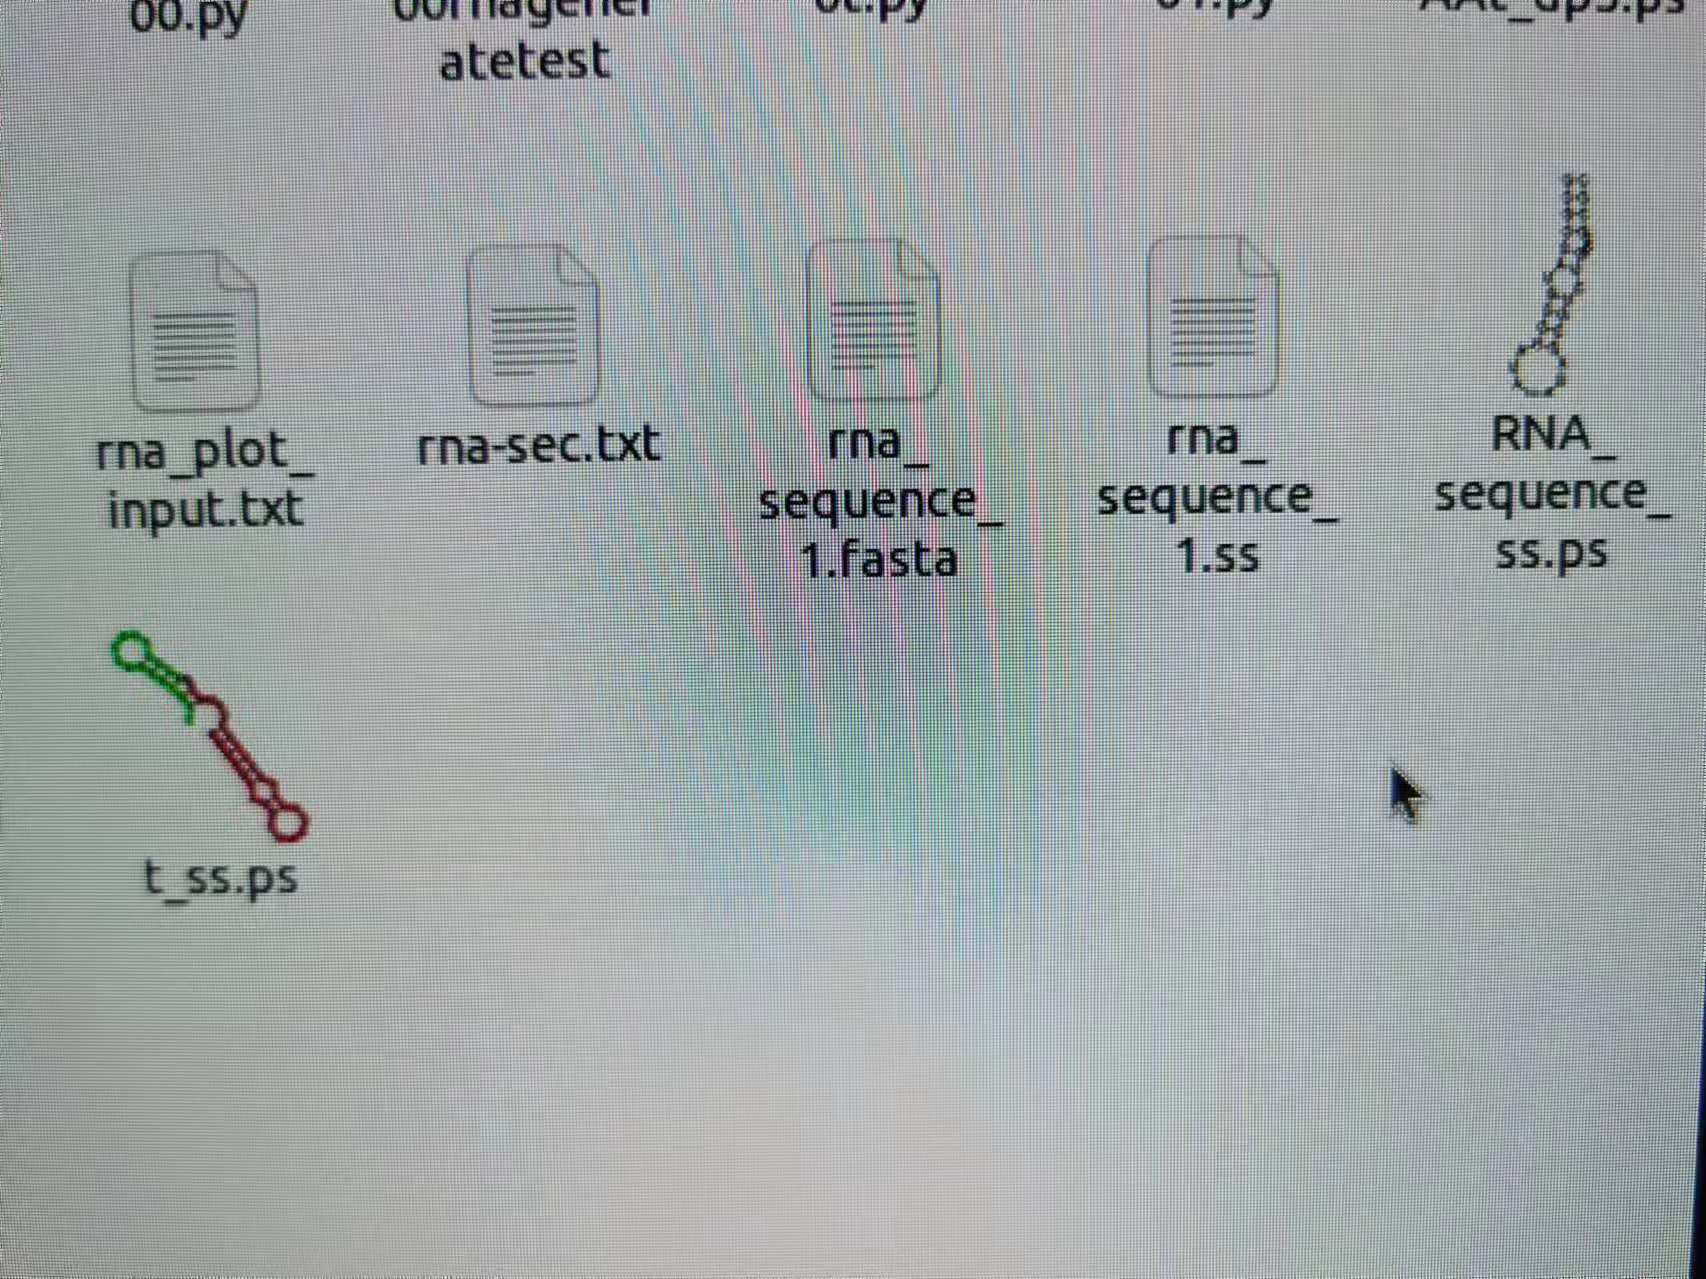 00.py
atetest
rna_plot_
input.txt
rna-sec.txt
rna_
sequence_
1.fasta
rna_
sequence_
1.ss
RNA_
sequence_
ss.ps
t_ss.ps